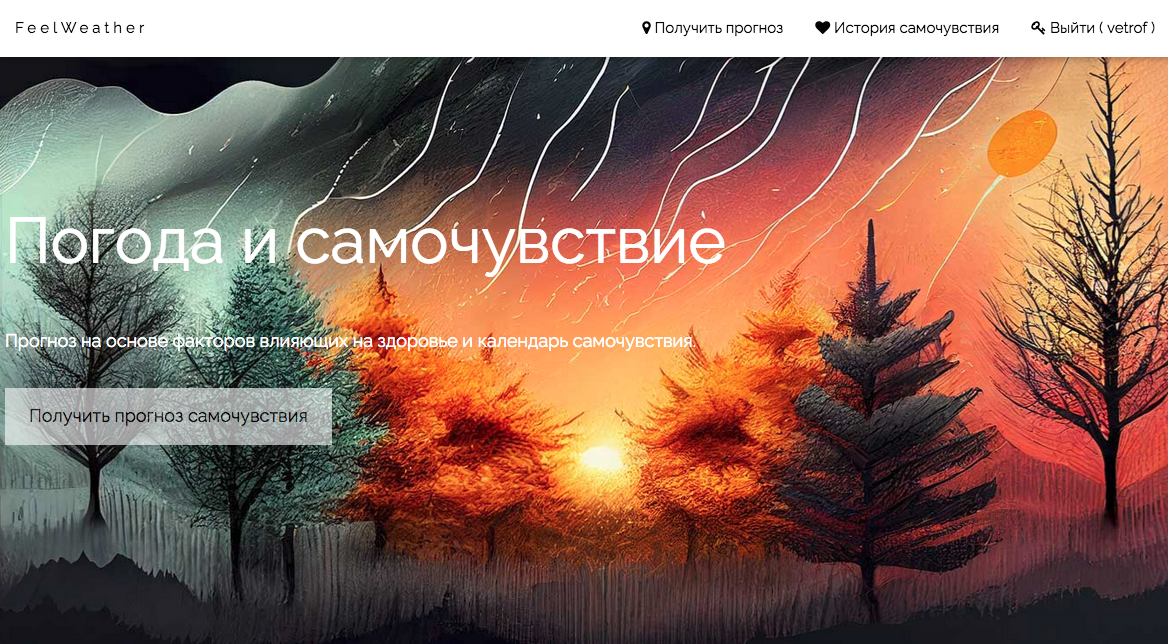 FeelWeather
Получить прогноз
История самочувствия
Выйти ( vetrof )
Погода и самочувствие
Прогноз на основе факторов влияющих на здоровье и календарь самочувствия.
Получить прогноз самочувствия